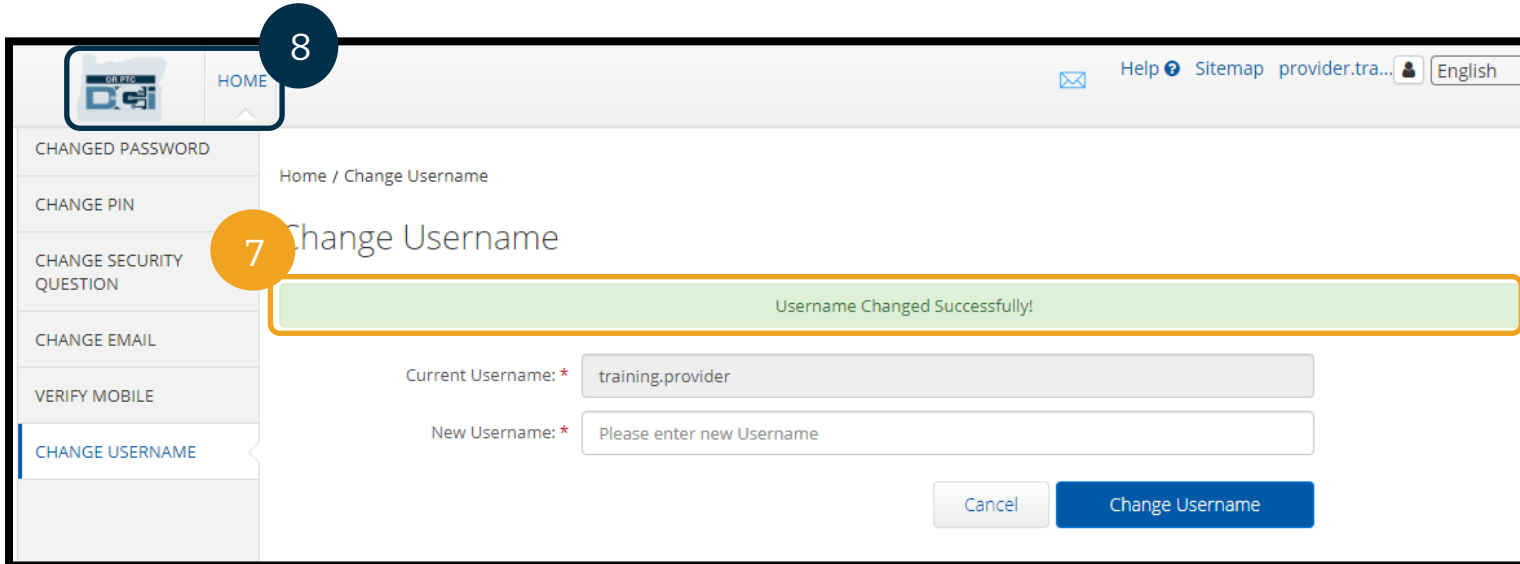 8
OR PTC
DCi
HOME
Help ? Sitemap provider.tra... English
CHANGED PASSWORD
CHANGE PIN
CHANGE SECURITY
QUESTION
CHANGE EMAIL
VERIFY MOBILE
CHANGE USERNAME
Home / Change Username
7
Change Username
Username Changed Successfully!
Current Username: * training.provider
New Username: * Please enter new Username
Cancel Change Username